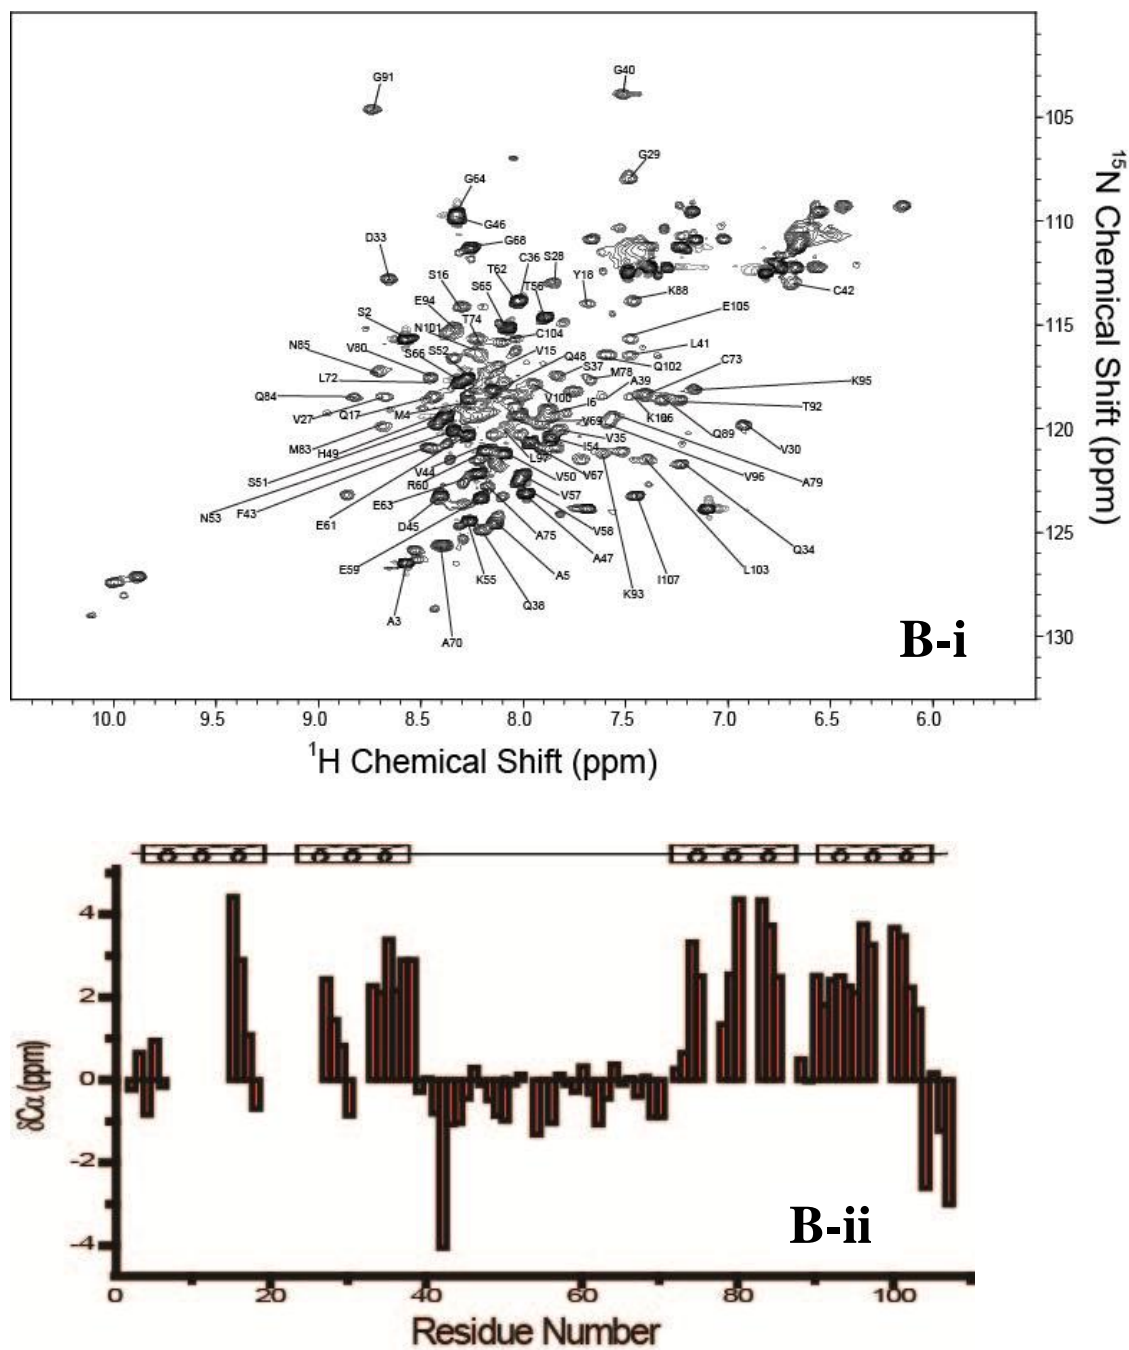 G91
G40
105
G29
G64
G46
110
D33
G68
C36
T62
S28
S16
S65
T56
Y18
K88
C42
E94
E105
S2
T74
N101
C104
115
N85
V80
S66
S52
V15
Q48
S37
Q102
L41
C73
L72
M78
A39
K95
Q84
V100
I6
V27
Q17
M4
V69
K106
T92
M83
V35
Q89
V30
120
H49
I54
L97
S51
V44
V50
V67
V96
A79
R60
N53
F43
E63
V57
E61
D45
V58
A75
A47
Q34
125
E59
K55
A5
I107
L103
Q38
K93
A3
A70
B-i
130
10.0 9.5 9.0 8.5 8.0 7.5 7.0 6.5 6.0
¹H Chemical Shift (ppm)
¹⁵N Chemical Shift (ppm)
4
2
0
-2
-4
δCα (ppm)
B-ii
0 20 40 60 80 100
Residue Number